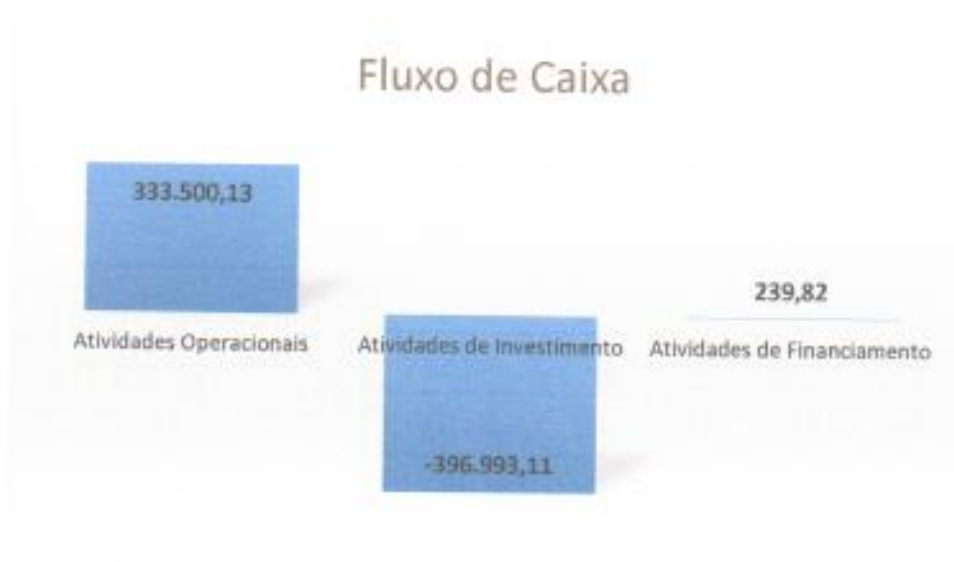 Fluxo de Caixa
333.500,13
239,82
Atividades Operacionais
Atividades de Investimento
Atividades de Financiamento
-396.993,11